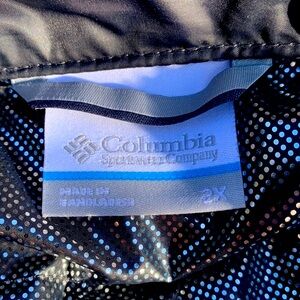 Columbia
Sportswear Company
MADE IN
BANGLADESH
2X